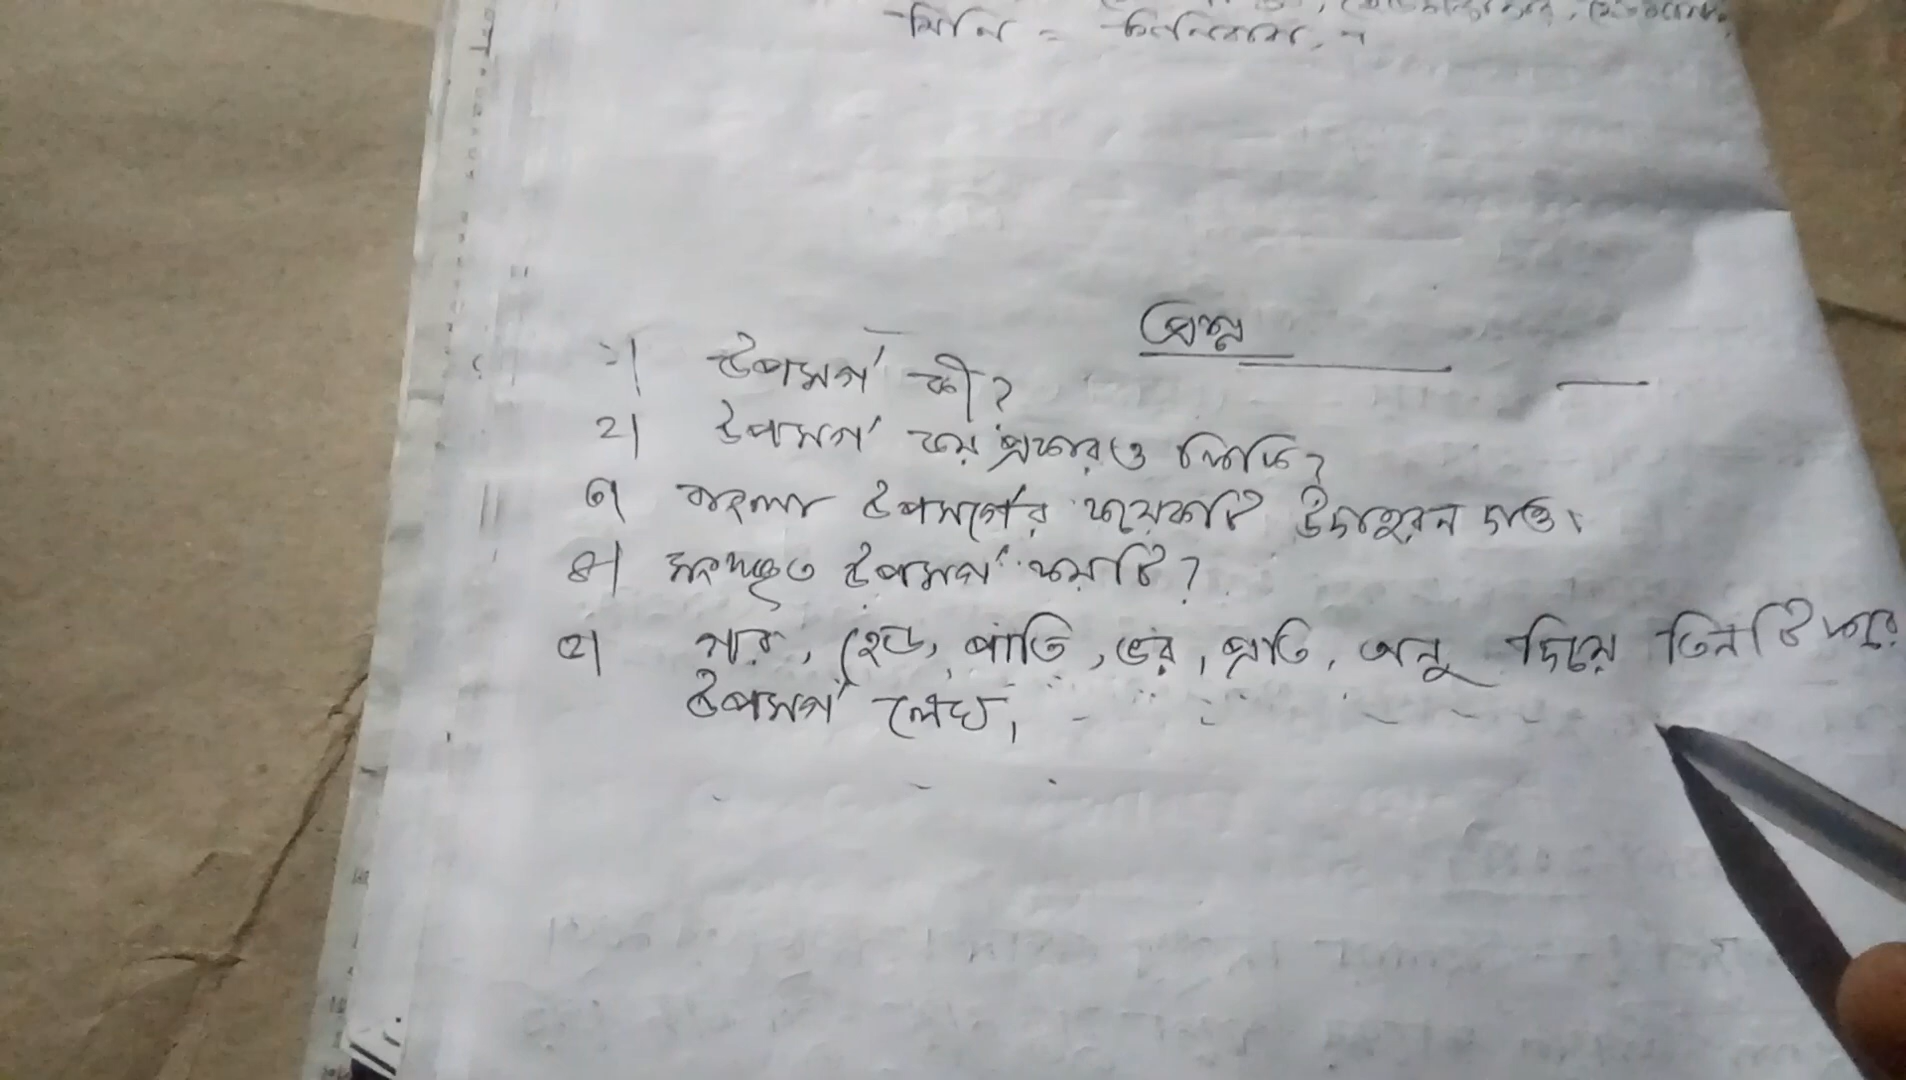 মিনি =
প্রশ্ন
১। উপসর্গ কী?
২। উপসর্গ কয় প্রকার ও কি কি?
৩। বাংলা উপসর্গের কয়েকটি উদাহরন দাও।
৪। সংস্কৃত উপসর্গ কয়টি?
৫। সাব, হেড, পাতি, ভর, প্রতি, অনু দিয়ে তিনটি করে
উপসর্গ লেখ,